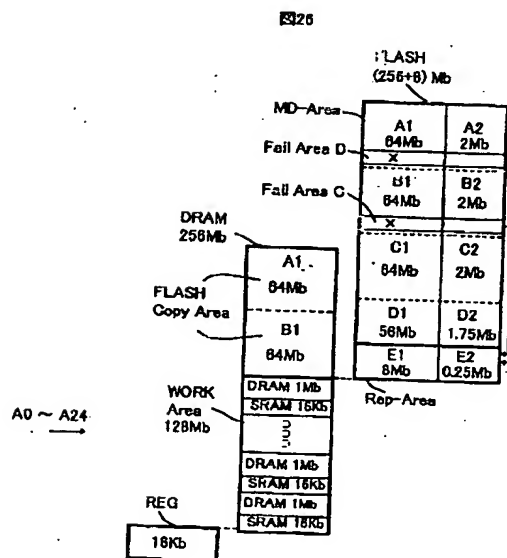 図26
FLASH
(256+8) Mb
MD-Area
A1
64Mb
A2
2Mb
Fail Area D
×
B1
64Mb
B2
2Mb
Fail Area C
×
C1
64Mb
C2
2Mb
D1
56Mb
D2
1.75Mb
E1
8Mb
E2
0.25Mb
Rep-Area
DRAM
256Mb
A1
64Mb
FLASH
Copy Area
B1
64Mb
WORK
Area
128Mb
DRAM 1Mb
SRAM 16Kb
DRAM 1Mb
SRAM 16Kb
DRAM 1Mb
SRAM 16Kb
A0 ~ A24
REG
16Kb